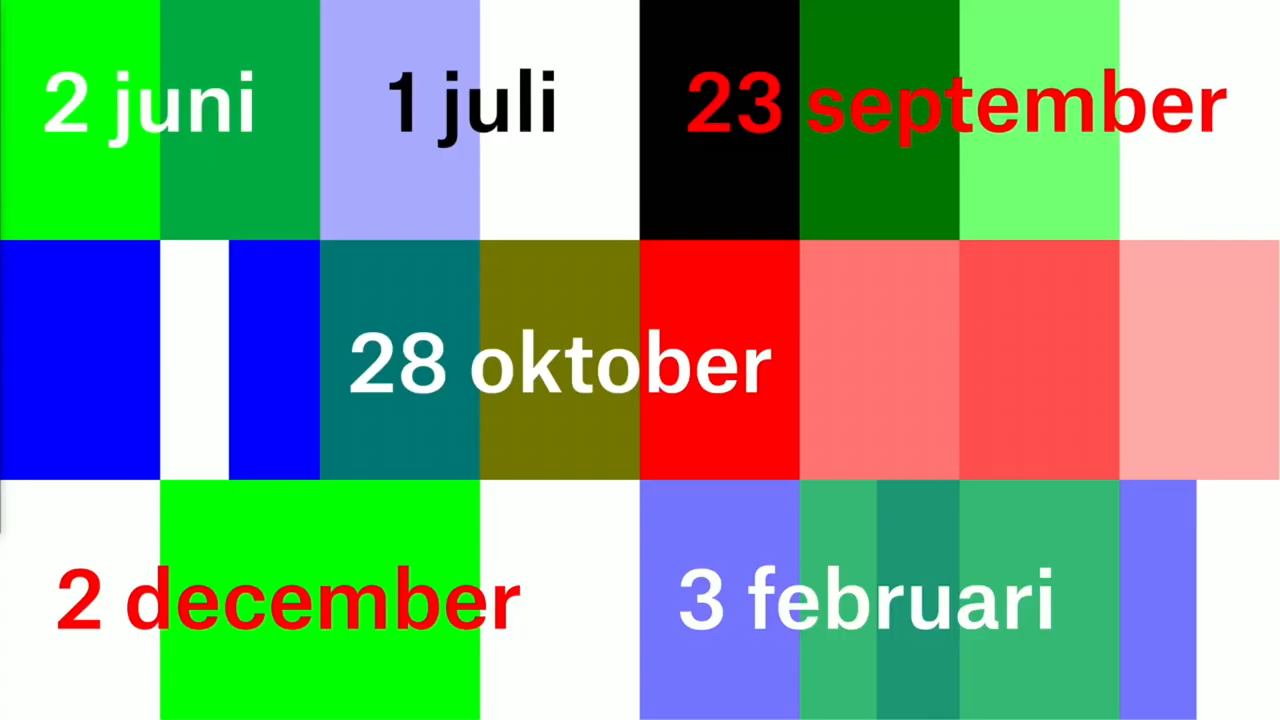 2 juni
1 juli
23 september
28 oktober
2 december
3 februari